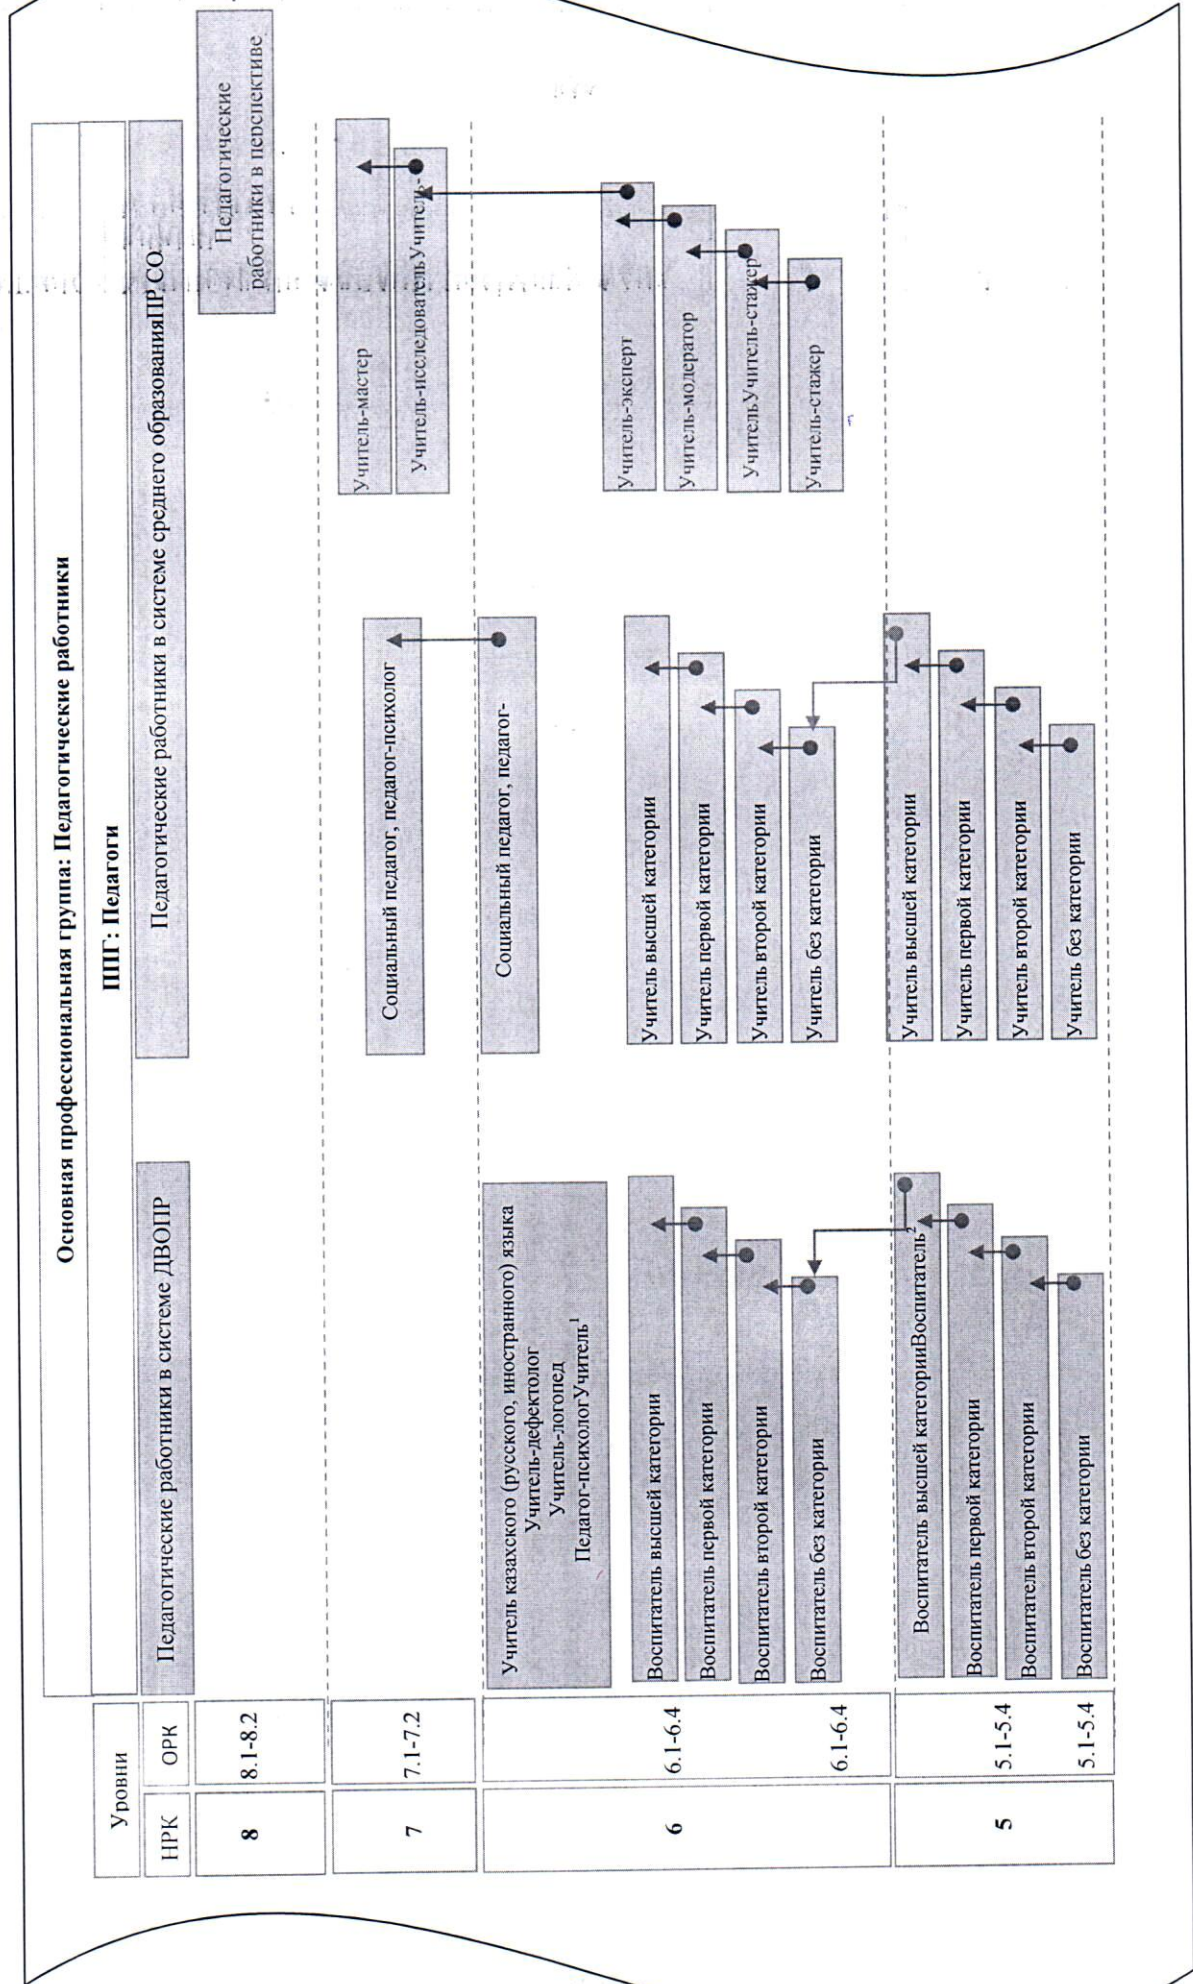 Основная профессиональная группа: Педагогические работники
Уровни
ППГ: Педагоги
НРК
ОРК
Педагогические работники в системе ДВОПР
Педагогические работники в системе среднего образованияПР СО
8
8.1-8.2
Педагогические
работники в перспективе
7
7.1-7.2
Социальный педагог, педагог-психолог
Учитель-мастер
Учитель-исследовательУчитель-
6
6.1-6.4
6.1-6.4
Учитель казахского (русского, иностранного) языка
Учитель-дефектолог
Учитель-логопед
Педагог-психологУчитель¹
Социальный педагог, педагог-
Воспитатель высшей категории
Воспитатель первой категории
Воспитатель второй категории
Воспитатель без категории
Учитель высшей категории
Учитель первой категории
Учитель второй категории
Учитель без категории
Учитель-эксперт
Учитель-модератор
УчительУчитель-стажер
Учитель-стажер
5
5.1-5.4
5.1-5.4
Воспитатель высшей категорииВоспитатель²
Воспитатель первой категории
Воспитатель второй категории
Воспитатель без категории
Учитель высшей категории
Учитель первой категории
Учитель второй категории
Учитель без категории